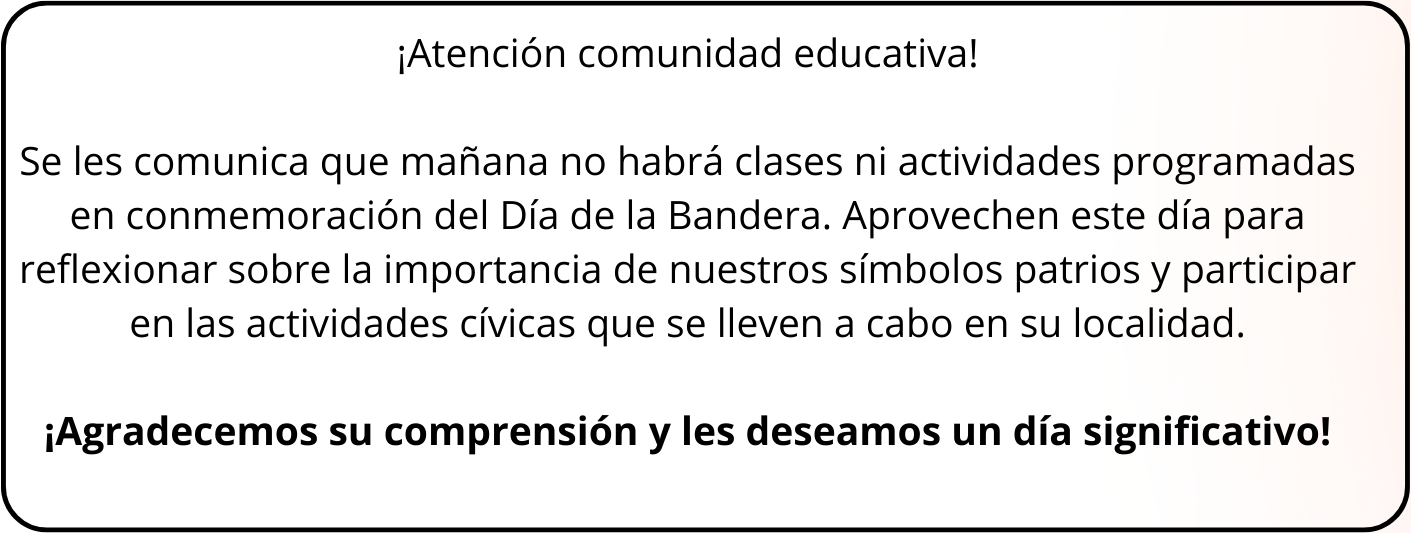 ¡Atención comunidad educativa!
Se les comunica que mañana no habrá clases ni actividades programadas
en conmemoración del Día de la Bandera. Aprovechen este día para
reflexionar sobre la importancia de nuestros símbolos patrios y participar
en las actividades cívicas que se lleven a cabo en su localidad.
¡Agradecemos su comprensión y les deseamos un día significativo!